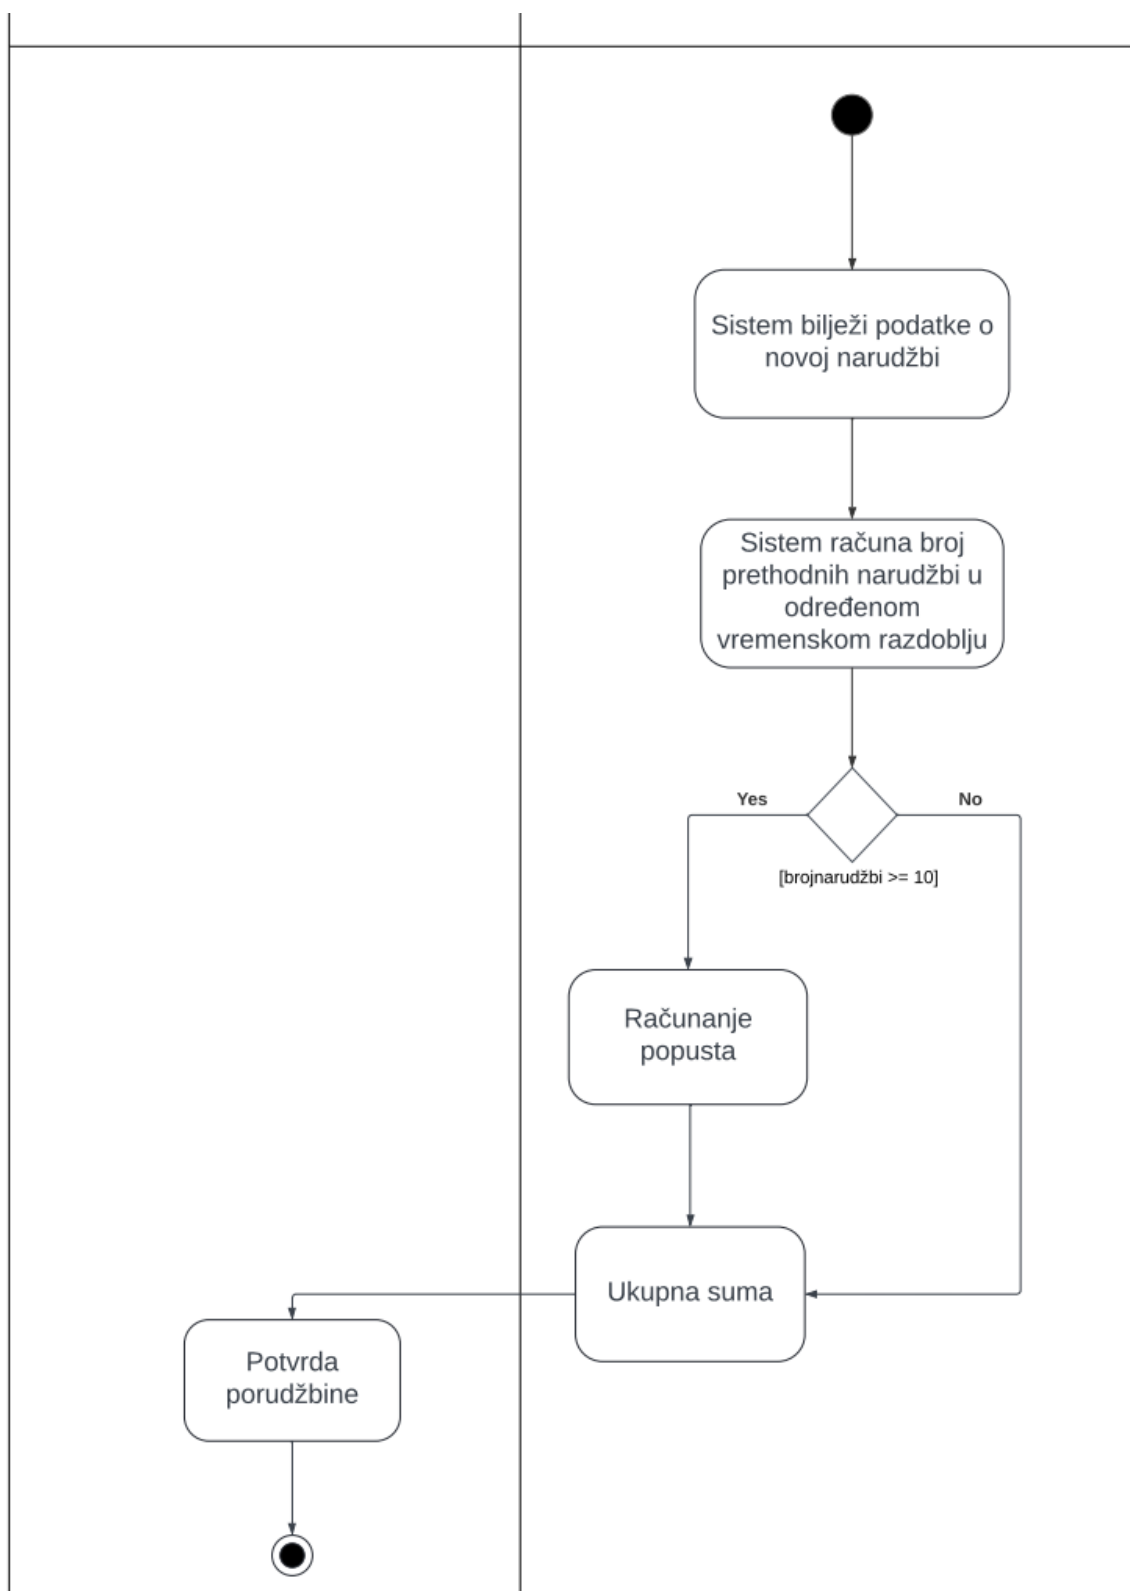 Sistem bilježi podatke o
novoj narudžbi
Sistem računa broj
prethodnih narudžbi u
određenom
vremenskom razdoblju
Yes
No
[brojnarudžbi >= 10]
Računanje
popusta
Ukupna suma
Potvrda
porudžbine